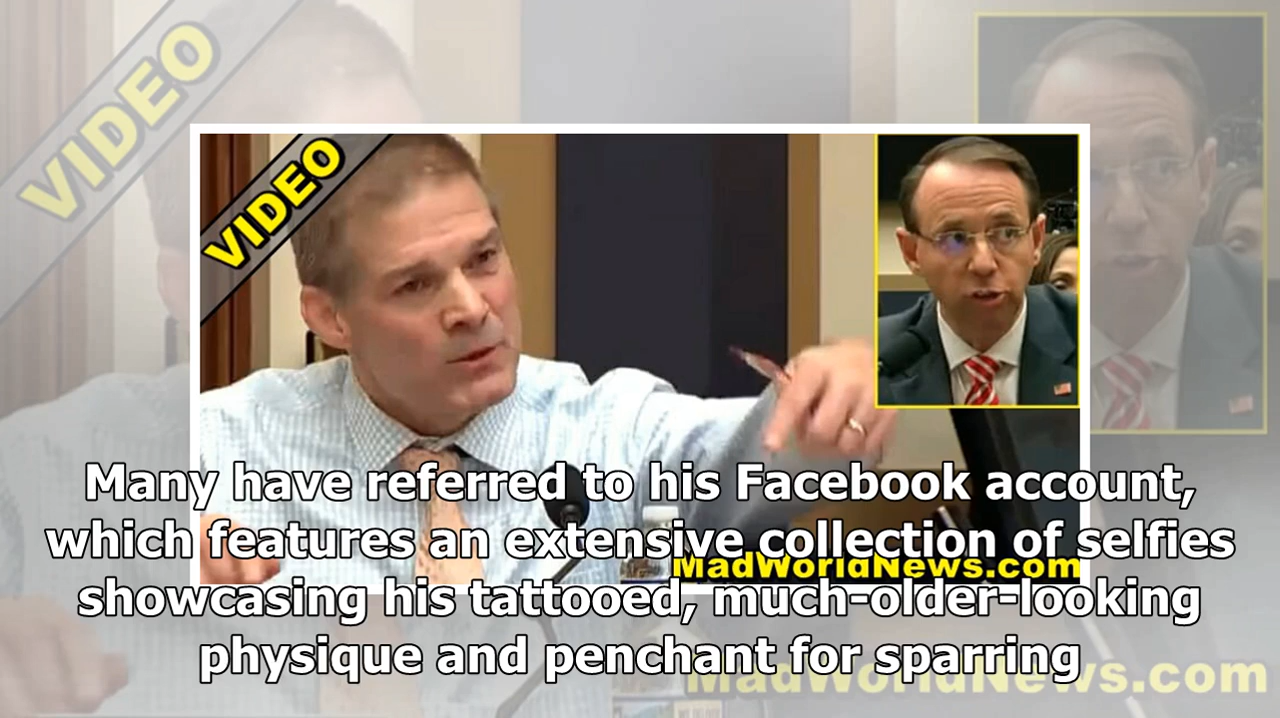 VIDEO
VIDEO
Many have referred to his Facebook account,
which features an extensive collection of selfies
MadWorldNews.com
showcasing his tattooed, much-older-looking
physique and penchant for sparring
MadWorldNews.com